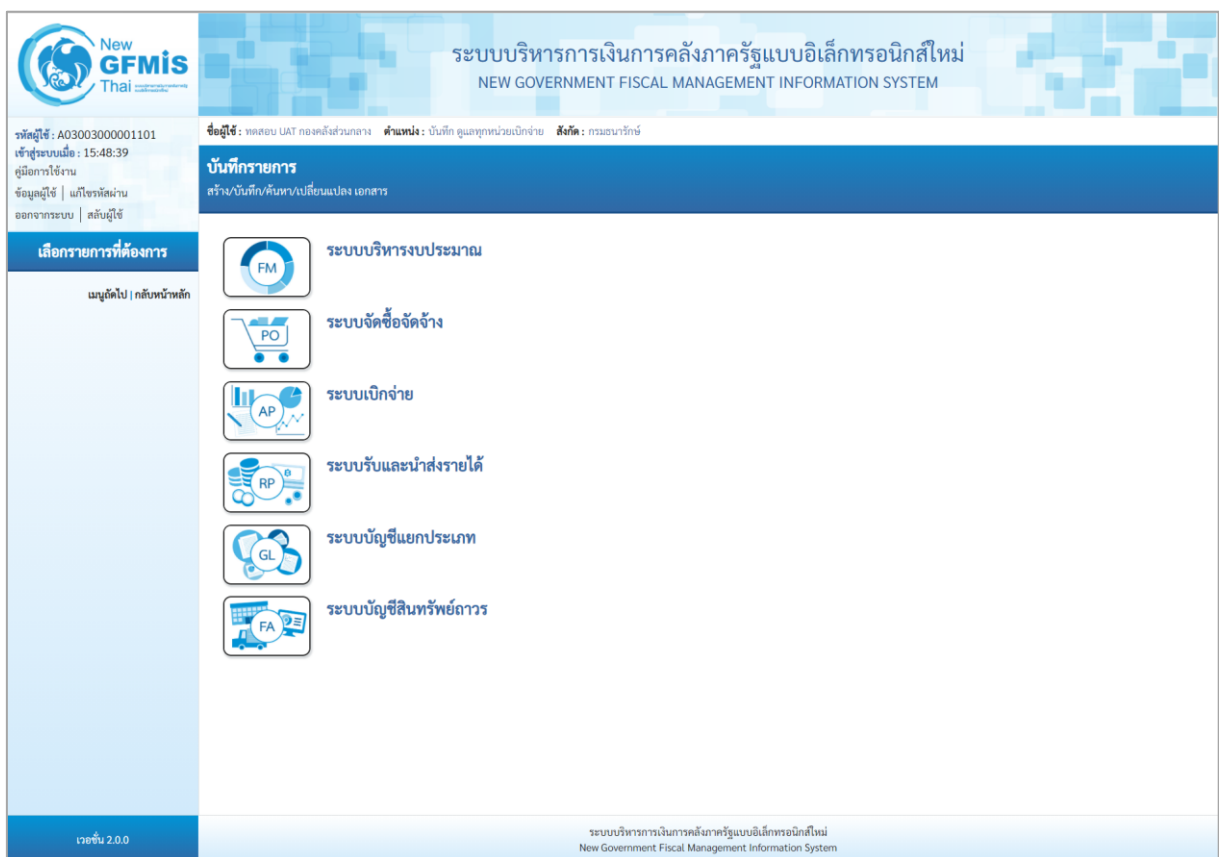 New
GFMIS
Thai
ระบบบริหารการเงินการคลังภาครัฐแบบอิเล็กทรอนิกส์ใหม่
NEW GOVERNMENT FISCAL MANAGEMENT INFORMATION SYSTEM
รหัสผู้ใช้ : A03003000001101
เข้าสู่ระบบเมื่อ : 15:48:39
คู่มือการใช้งาน
ข้อมูลผู้ใช้ | แก้ไขรหัสผ่าน
ออกจากระบบ | สลับผู้ใช้
ชื่อผู้ใช้ : ทดสอบ UAT กองคลังส่วนกลาง ตำแหน่ง : บันทึก ดูแลทุกหน่วยเบิกจ่าย สังกัด : กรมธนารักษ์
บันทึกรายการ
สร้าง/บันทึก/ค้นหา/เปลี่ยนแปลง เอกสาร
เลือกรายการที่ต้องการ
เมนูถัดไป | กลับหน้าหลัก
FM
ระบบบริหารงบประมาณ
PO
ระบบจัดซื้อจัดจ้าง
AP
ระบบเบิกจ่าย
RP
ระบบรับและนำส่งรายได้
GL
ระบบบัญชีแยกประเภท
FA
ระบบบัญชีสินทรัพย์ถาวร
เวอชั่น 2.0.0
ระบบบริหารการเงินการคลังภาครัฐแบบอิเล็กทรอนิกส์ใหม่
New Government Fiscal Management Information System